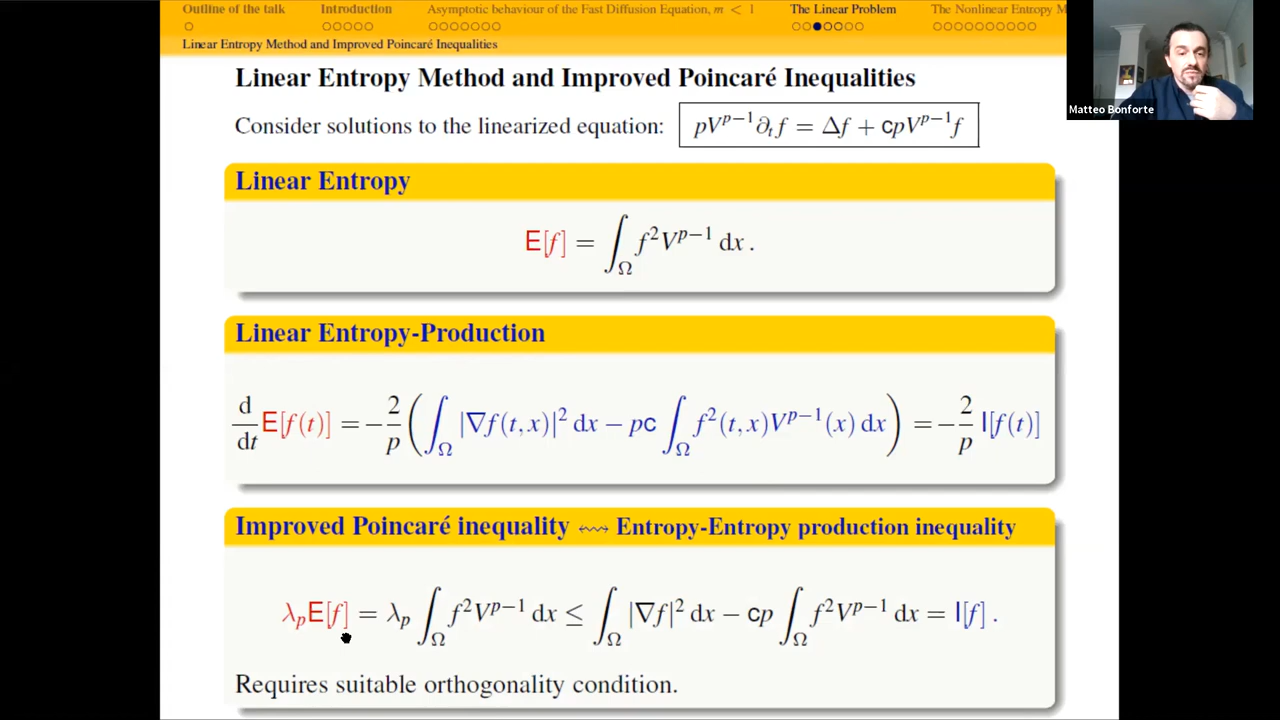 Outline of the talk Introduction Asymptotic behaviour of the Fast Diffusion Equation, m < 1 The Linear Problem The Nonlinear Entropy M
Linear Entropy Method and Improved Poincaré Inequalities
Matteo Bonforte
Linear Entropy Method and Improved Poincaré Inequalities
Consider solutions to the linearized equation: pV^{p−1}∂_t f = Δf + cpV^{p−1}f
Linear Entropy
E[f] = ∫_Ω f²V^{p−1} dx .
Linear Entropy-Production
d/dt E[f(t)] = −2/p (∫_Ω |∇f(t,x)|² dx − pc ∫_Ω f²(t,x)V^{p−1}(x) dx) = −2/p I[f(t)]
Improved Poincaré inequality ↭ Entropy-Entropy production inequality
λ_p E[f] = λ_p ∫_Ω f²V^{p−1} dx ≤ ∫_Ω |∇f|² dx − cp ∫_Ω f²V^{p−1} dx = I[f] .
Requires suitable orthogonality condition.